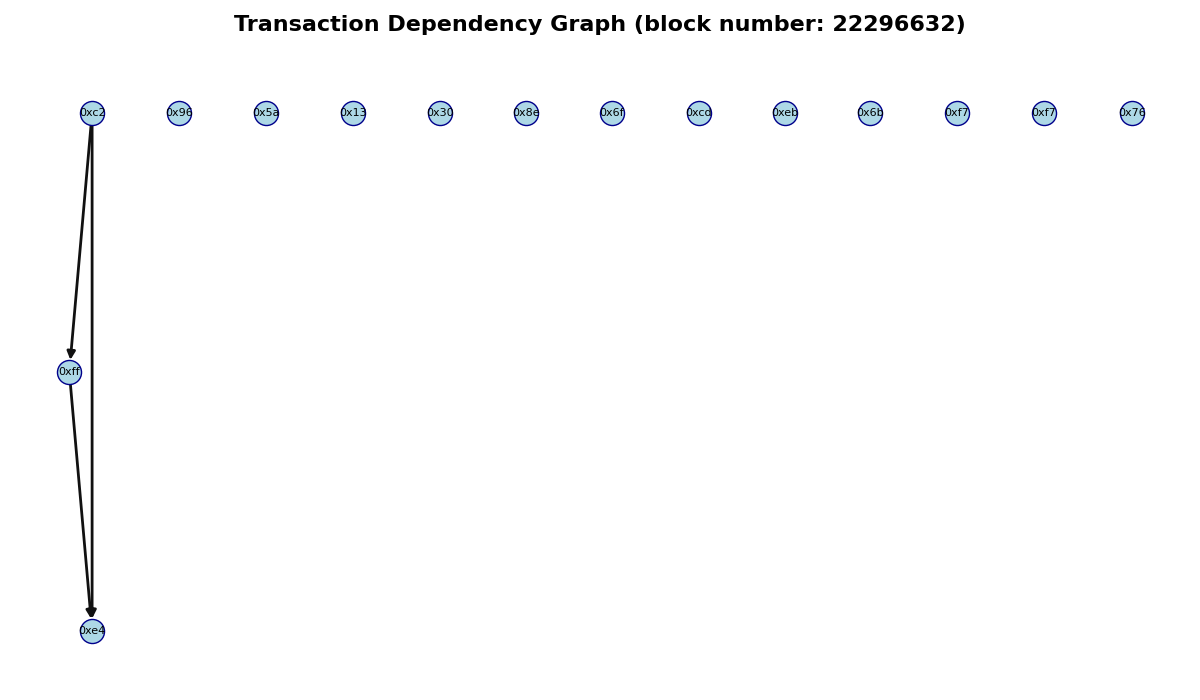 Transaction Dependency Graph (block number: 22296632)
0xc2 0x96 0x5a 0x13 0x30 0x8e 0x6f 0xcd 0xeb 0x6b 0xf7 0xf7 0x76
0xff
0xe4